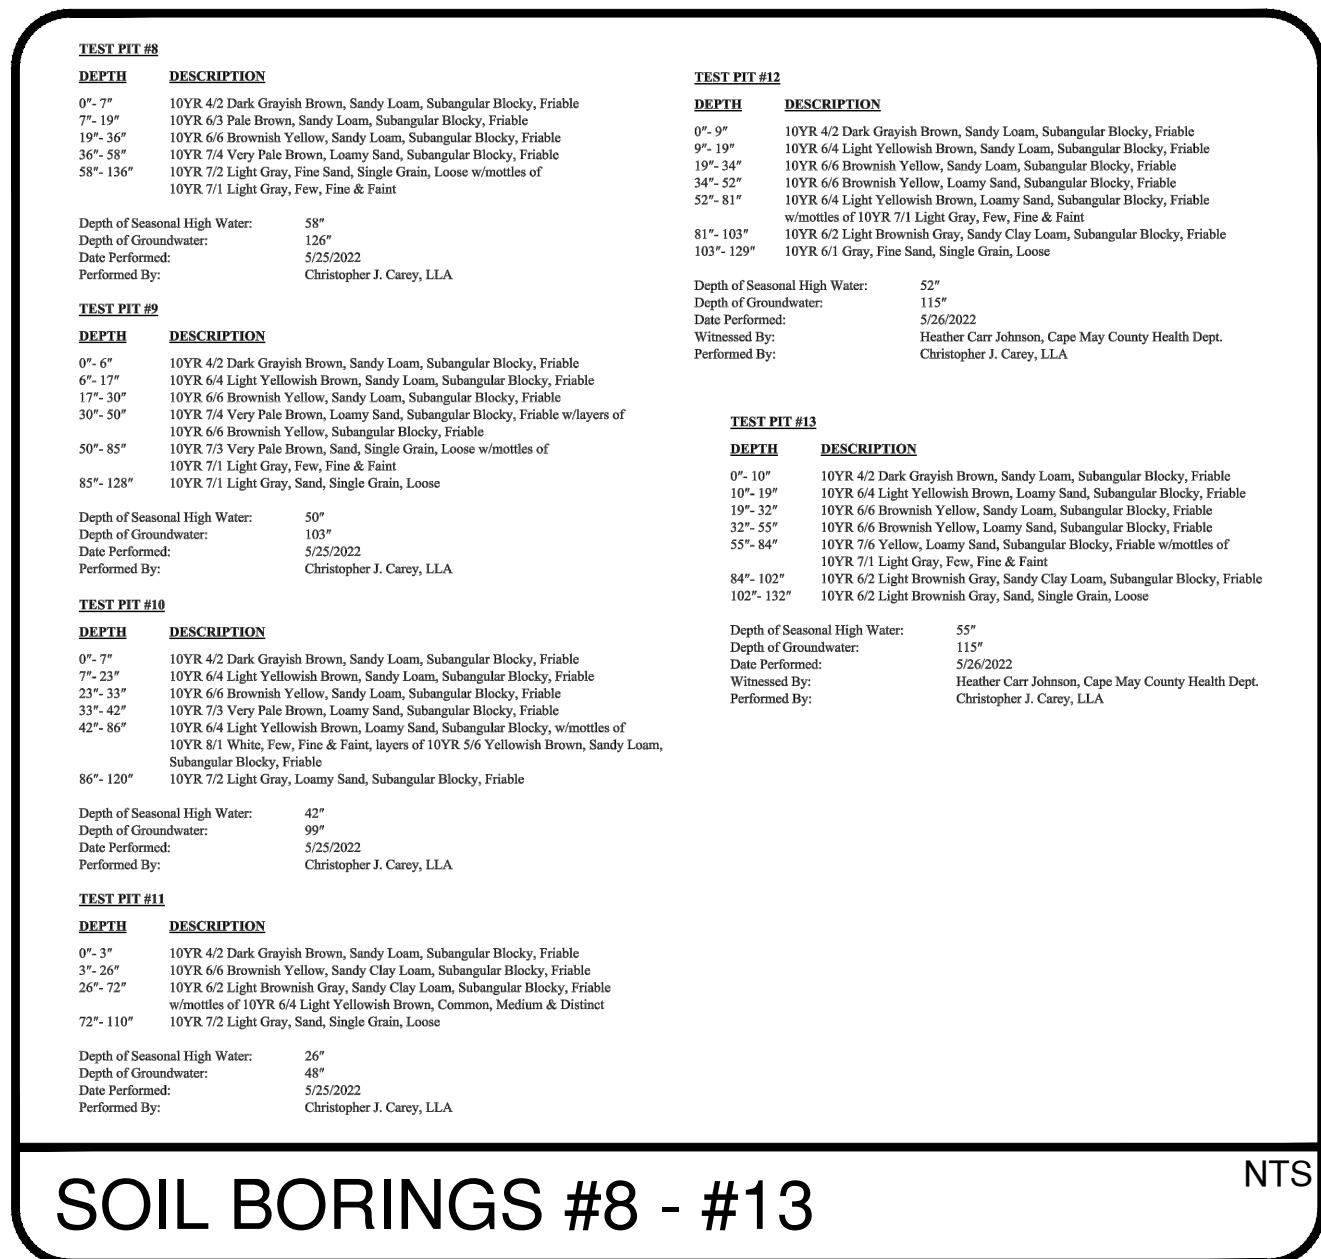 TEST PIT #8
DEPTH DESCRIPTION
0"- 7" 10YR 4/2 Dark Grayish Brown, Sandy Loam, Subangular Blocky, Friable
7"- 19" 10YR 6/3 Pale Brown, Sandy Loam, Subangular Blocky, Friable
19"- 36" 10YR 6/6 Brownish Yellow, Sandy Loam, Subangular Blocky, Friable
36"- 58" 10YR 7/4 Very Pale Brown, Loamy Sand, Subangular Blocky, Friable
58"- 136" 10YR 7/2 Light Gray, Fine Sand, Single Grain, Loose w/mottles of
10YR 7/1 Light Gray, Few, Fine & Faint
Depth of Seasonal High Water: 58"
Depth of Groundwater: 126"
Date Performed: 5/25/2022
Performed By: Christopher J. Carey, LLA
TEST PIT #9
DEPTH DESCRIPTION
0"- 6" 10YR 4/2 Dark Grayish Brown, Sandy Loam, Subangular Blocky, Friable
6"- 17" 10YR 6/4 Light Yellowish Brown, Sandy Loam, Subangular Blocky, Friable
17"- 30" 10YR 6/6 Brownish Yellow, Sandy Loam, Subangular Blocky, Friable
30"- 50" 10YR 7/4 Very Pale Brown, Loamy Sand, Subangular Blocky, Friable w/layers of
10YR 6/6 Brownish Yellow, Subangular Blocky, Friable
50"- 85" 10YR 7/3 Very Pale Brown, Sand, Single Grain, Loose w/mottles of
10YR 7/1 Light Gray, Few, Fine & Faint
85"- 128" 10YR 7/1 Light Gray, Sand, Single Grain, Loose
Depth of Seasonal High Water: 50"
Depth of Groundwater: 103"
Date Performed: 5/25/2022
Performed By: Christopher J. Carey, LLA
TEST PIT #10
DEPTH DESCRIPTION
0"- 7" 10YR 4/2 Dark Grayish Brown, Sandy Loam, Subangular Blocky, Friable
7"- 23" 10YR 6/4 Light Yellowish Brown, Sandy Loam, Subangular Blocky, Friable
23"- 33" 10YR 6/6 Brownish Yellow, Sandy Loam, Subangular Blocky, Friable
33"- 42" 10YR 7/3 Very Pale Brown, Loamy Sand, Subangular Blocky, Friable
42"- 86" 10YR 6/4 Light Yellowish Brown, Loamy Sand, Subangular Blocky, w/mottles of
10YR 8/1 White, Few, Fine & Faint, layers of 10YR 5/6 Yellowish Brown, Sandy Loam,
Subangular Blocky, Friable
86"- 120" 10YR 7/2 Light Gray, Loamy Sand, Subangular Blocky, Friable
Depth of Seasonal High Water: 42"
Depth of Groundwater: 99"
Date Performed: 5/25/2022
Performed By: Christopher J. Carey, LLA
TEST PIT #11
DEPTH DESCRIPTION
0"- 3" 10YR 4/2 Dark Grayish Brown, Sandy Loam, Subangular Blocky, Friable
3"- 26" 10YR 6/6 Brownish Yellow, Sandy Clay Loam, Subangular Blocky, Friable
26"- 72" 10YR 6/2 Light Brownish Gray, Sandy Clay Loam, Subangular Blocky, Friable
w/mottles of 10YR 6/4 Light Yellowish Brown, Common, Medium & Distinct
72"- 110" 10YR 7/2 Light Gray, Sand, Single Grain, Loose
Depth of Seasonal High Water: 26"
Depth of Groundwater: 48"
Date Performed: 5/25/2022
Performed By: Christopher J. Carey, LLA
TEST PIT #12
DEPTH DESCRIPTION
0"- 9" 10YR 4/2 Dark Grayish Brown, Sandy Loam, Subangular Blocky, Friable
9"- 19" 10YR 6/4 Light Yellowish Brown, Sandy Loam, Subangular Blocky, Friable
19"- 34" 10YR 6/6 Brownish Yellow, Sandy Loam, Subangular Blocky, Friable
34"- 52" 10YR 6/6 Brownish Yellow, Loamy Sand, Subangular Blocky, Friable
52"- 81" 10YR 6/4 Light Yellowish Brown, Loamy Sand, Subangular Blocky, Friable
w/mottles of 10YR 7/1 Light Gray, Few, Fine & Faint
81"- 103" 10YR 6/2 Light Brownish Gray, Sandy Clay Loam, Subangular Blocky, Friable
103"- 129" 10YR 6/1 Gray, Fine Sand, Single Grain, Loose
Depth of Seasonal High Water: 52"
Depth of Groundwater: 115"
Date Performed: 5/26/2022
Witnessed By: Heather Carr Johnson, Cape May County Health Dept.
Performed By: Christopher J. Carey, LLA
TEST PIT #13
DEPTH DESCRIPTION
0"- 10" 10YR 4/2 Dark Grayish Brown, Sandy Loam, Subangular Blocky, Friable
10"- 19" 10YR 6/4 Light Yellowish Brown, Loamy Sand, Subangular Blocky, Friable
19"- 32" 10YR 6/6 Brownish Yellow, Sandy Loam, Subangular Blocky, Friable
32"- 55" 10YR 6/6 Brownish Yellow, Loamy Sand, Subangular Blocky, Friable
55"- 84" 10YR 7/6 Yellow, Loamy Sand, Subangular Blocky, Friable w/mottles of
10YR 7/1 Light Gray, Few, Fine & Faint
84"- 102" 10YR 6/2 Light Brownish Gray, Sandy Clay Loam, Subangular Blocky, Friable
102"- 132" 10YR 6/2 Light Brownish Gray, Sand, Single Grain, Loose
Depth of Seasonal High Water: 55"
Depth of Groundwater: 115"
Date Performed: 5/26/2022
Witnessed By: Heather Carr Johnson, Cape May County Health Dept.
Performed By: Christopher J. Carey, LLA
NTS
SOIL BORINGS #8 - #13